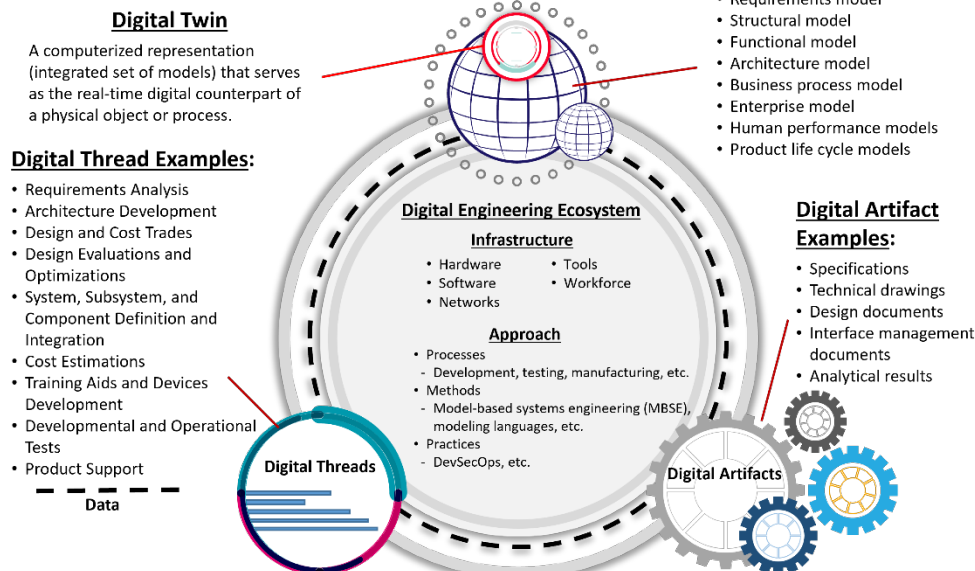 Digital Twin
A computerized representation
(integrated set of models) that serves
as the real-time digital counterpart of
a physical object or process.
Digital Thread Examples:
• Requirements Analysis
• Architecture Development
• Design and Cost Trades
• Design Evaluations and
Optimizations
• System, Subsystem, and
Component Definition and
Integration
• Cost Estimations
• Training Aids and Devices
Development
• Developmental and Operational
Tests
• Product Support
Data
• Requirements model
• Structural model
• Functional model
• Architecture model
• Business process model
• Enterprise model
• Human performance models
• Product life cycle models
Digital Engineering Ecosystem
Infrastructure
• Hardware
• Software
• Networks
• Tools
• Workforce
Approach
• Processes
- Development, testing, manufacturing, etc.
• Methods
- Model-based systems engineering (MBSE),
modeling languages, etc.
• Practices
- DevSecOps, etc.
Digital Artifact
Examples:
• Specifications
• Technical drawings
• Design documents
• Interface management
documents
• Analytical results
Digital Threads
Digital Artifacts